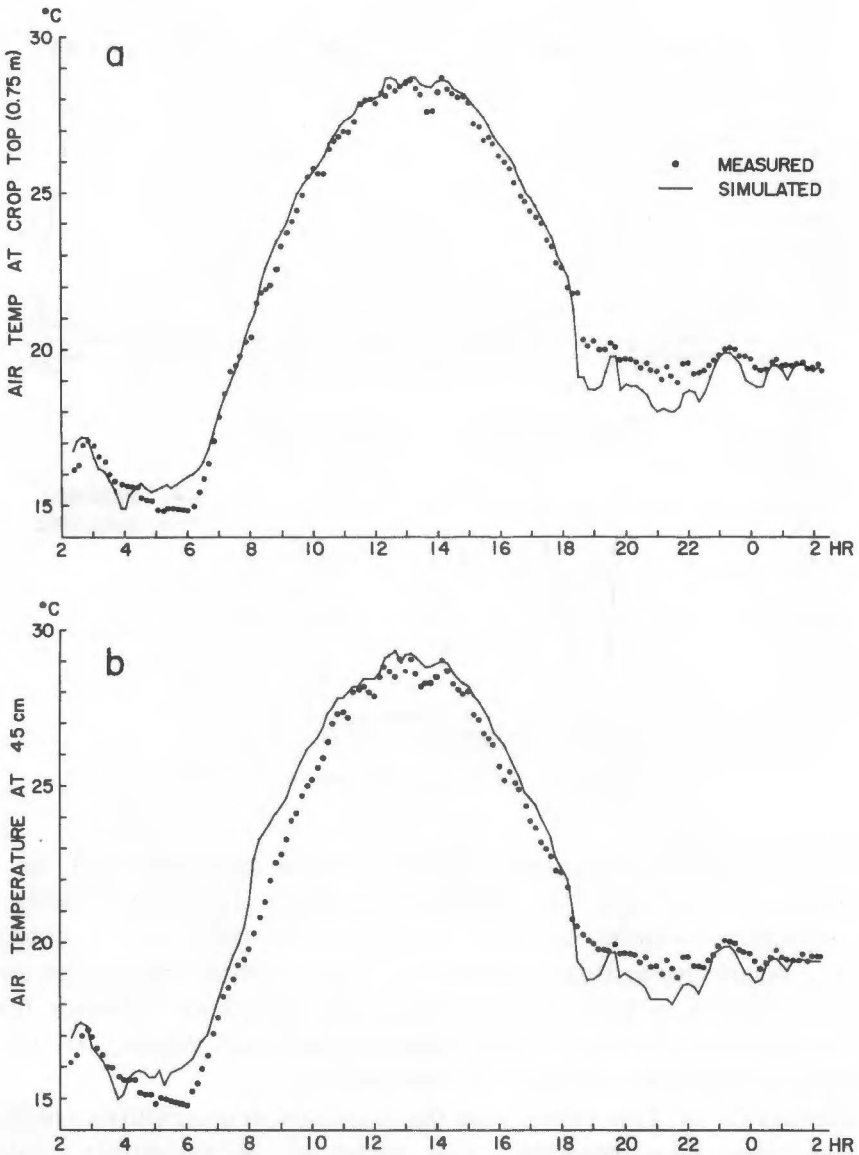 °C
30
a
25
20
15
AIR TEMP AT CROP TOP (0.75 m)
• MEASURED
— SIMULATED
2 4 6 8 10 12 14 16 18 20 22 0 2 HR
°C
30
b
25
20
15
AIR TEMPERATURE AT 45 cm
2 4 6 8 10 12 14 16 18 20 22 0 2 HR